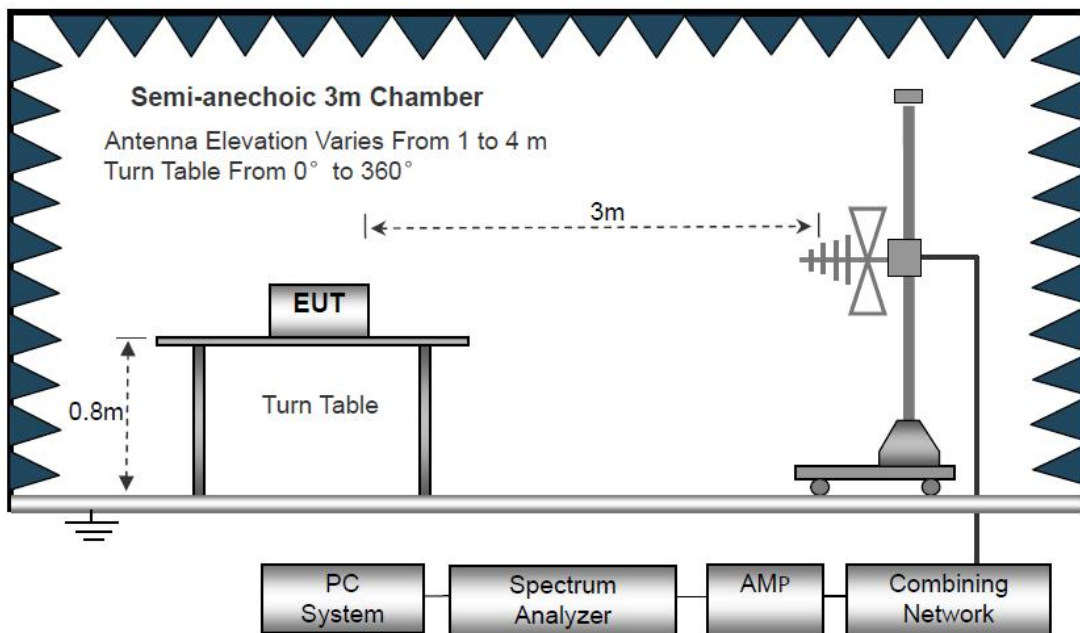 Semi-anechoic 3m Chamber
Antenna Elevation Varies From 1 to 4 m
Turn Table From 0° to 360°
3m
EUT
0.8m
Turn Table
PC
System
Spectrum
Analyzer
AMP
Combining
Network